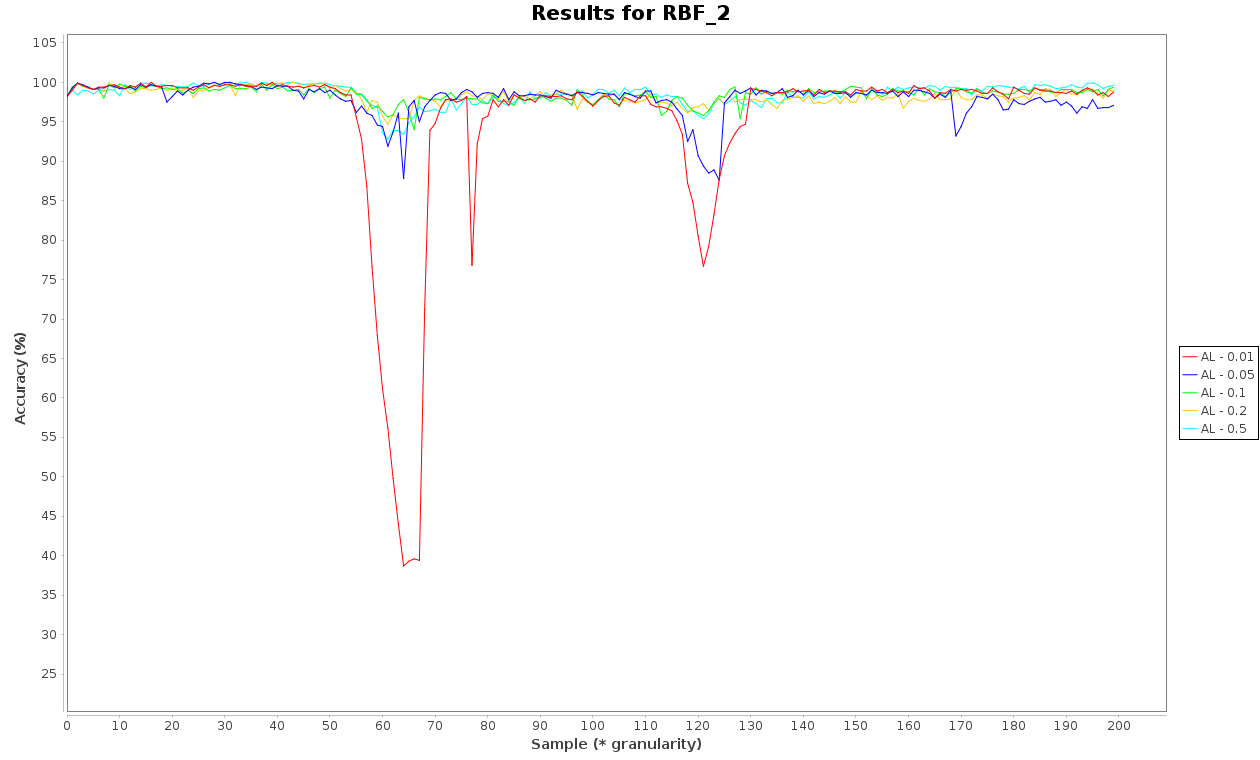 Results for RBF_2
105
100
95
90
85
80
75
70
65
60
55
50
45
40
35
30
25
Accuracy (%)
0 10 20 30 40 50 60 70 80 90 100 110 120 130 140 150 160 170 180 190 200
Sample (* granularity)
AL - 0.01
AL - 0.05
AL - 0.1
AL - 0.2
AL - 0.5